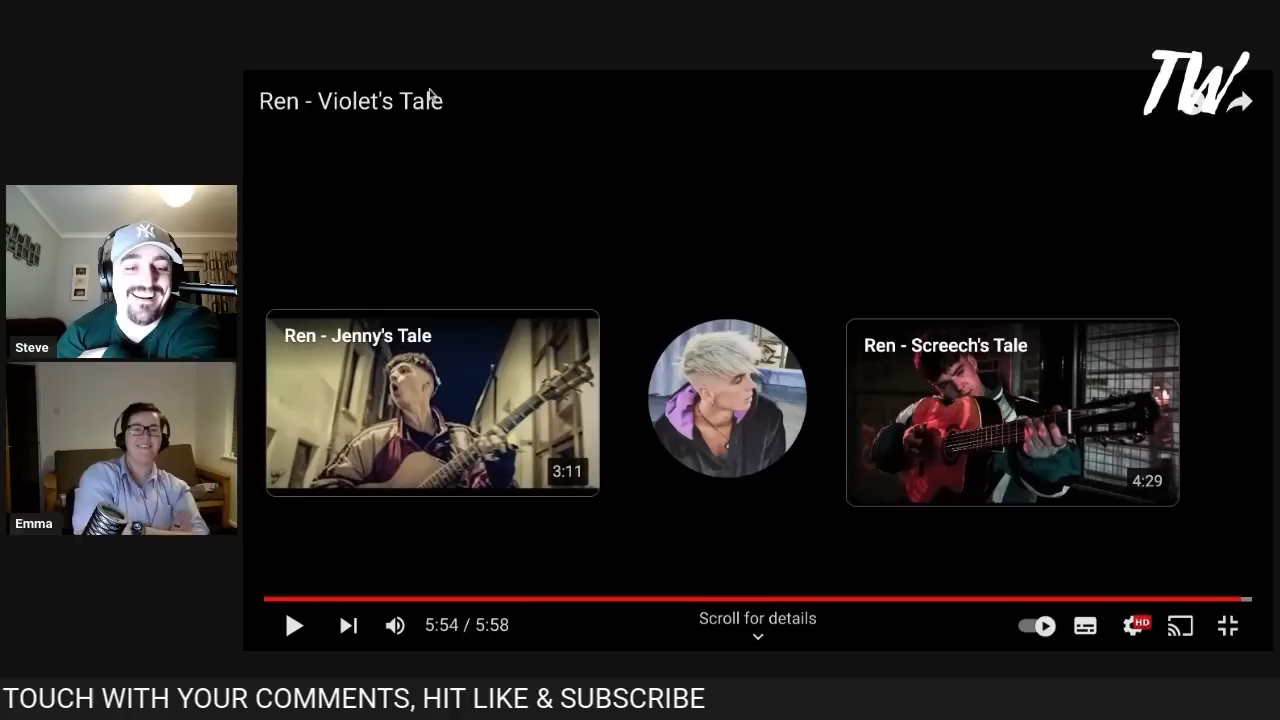 TW
Ren - Violet's Tale
Steve
Emma
Ren - Jenny's Tale
3:11
Ren - Screech's Tale
4:29
5:54 / 5:58
Scroll for details
HD
TOUCH WITH YOUR COMMENTS, HIT LIKE & SUBSCRIBE